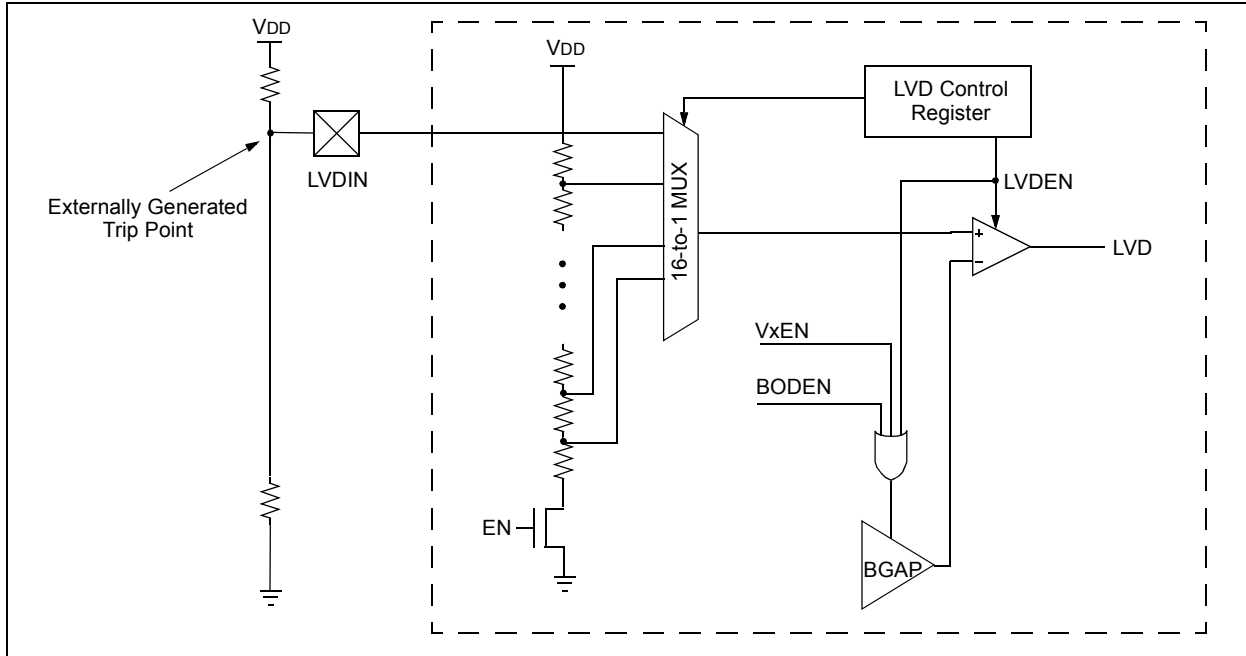 VDD
VDD
LVD Control
Register
16-to-1 MUX
LVDIN
LVDEN
Externally Generated
Trip Point
+
–
LVD
VxEN
BODEN
EN
BGAP